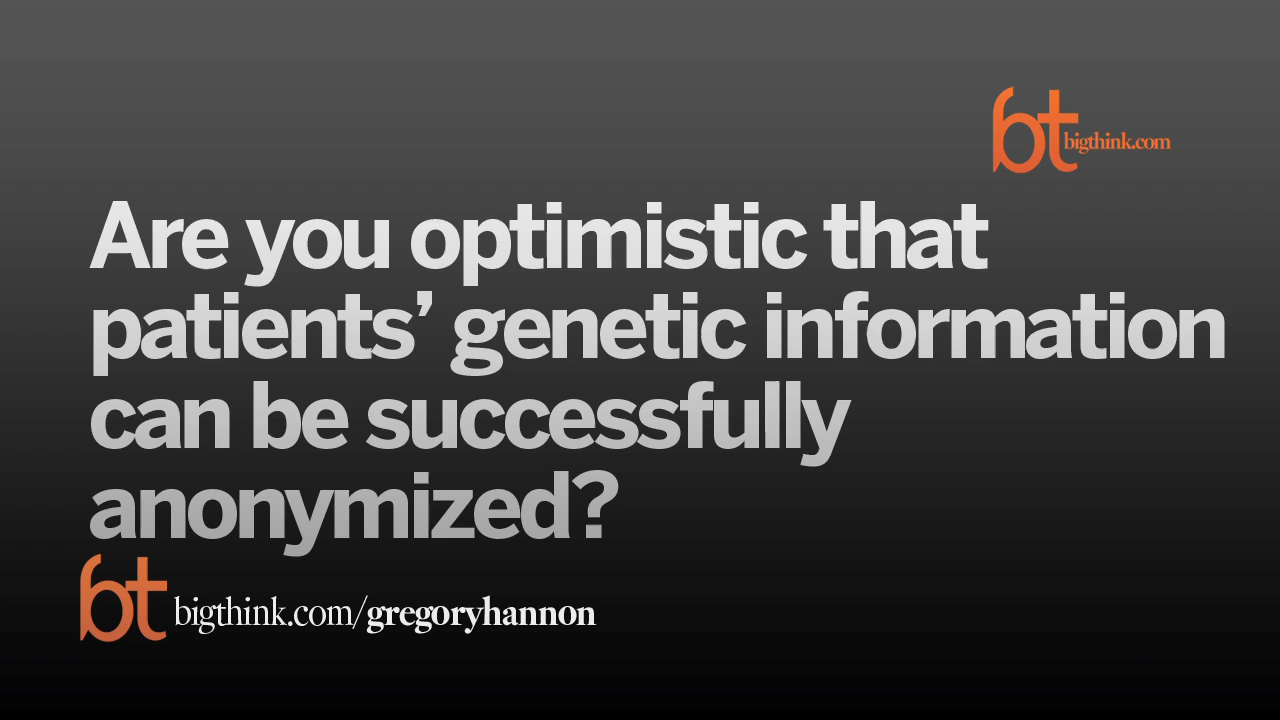 bt bigthink.com
Are you optimistic that
patients’ genetic information
can be successfully
anonymized?
bt bigthink.com/gregoryhannon